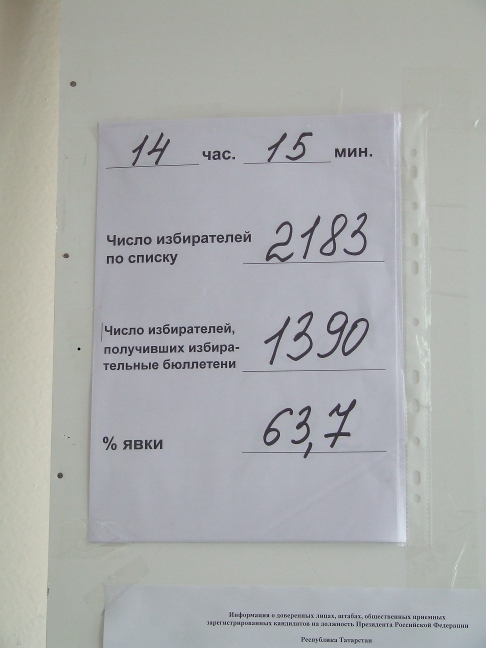 14 час. 15 мин.
Число избирателей
по списку 2183
Число избирателей,
получивших избира-
тельные бюллетени 1390
% явки 63,7
Информация о доверенных лицах, штабах, общественных приемных
зарегистрированных кандидатов на должность Президента Российской Федерации
Республика Татарстан